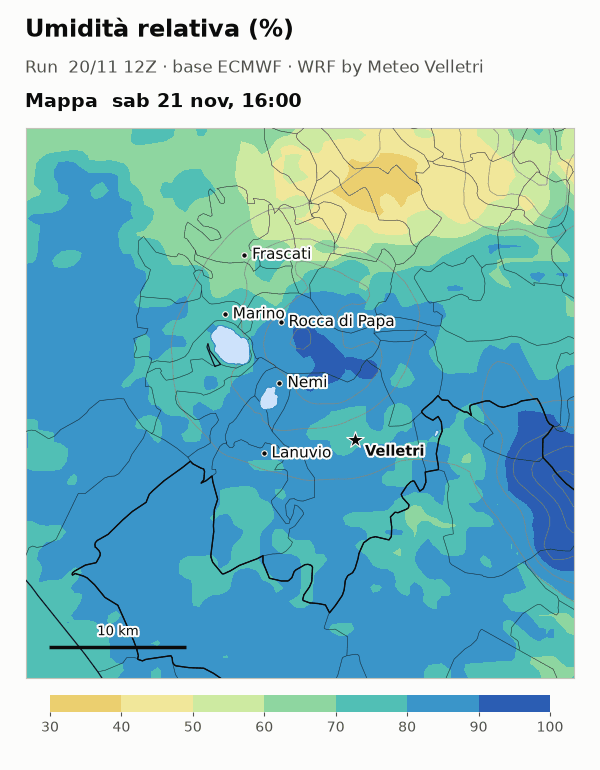 Umidità relativa (%)
Run  20/11 12Z · base ECMWF · WRF by Meteo Velletri
Mappa  sab 21 nov, 16:00
Frascati
Marino
Rocca di Papa
Nemi
Velletri
Lanuvio
10 km
30 40 50 60 70 80 90 100